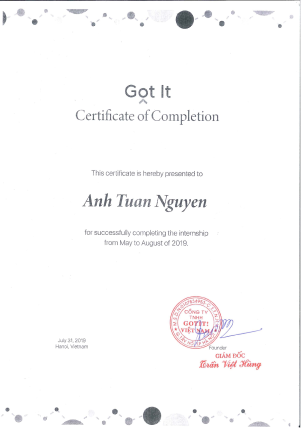 Got It
Certificate of Completion
This certificate is hereby presented to
Anh Tuan Nguyen
for successfully completing the internship
from May to August of 2019.
CÔNG TY
TNHH
GOT IT!
VIỆT NAM
July 31, 2019
Hanoi, Vietnam
Founder
GIÁM ĐỐC
Trần Việt Hùng